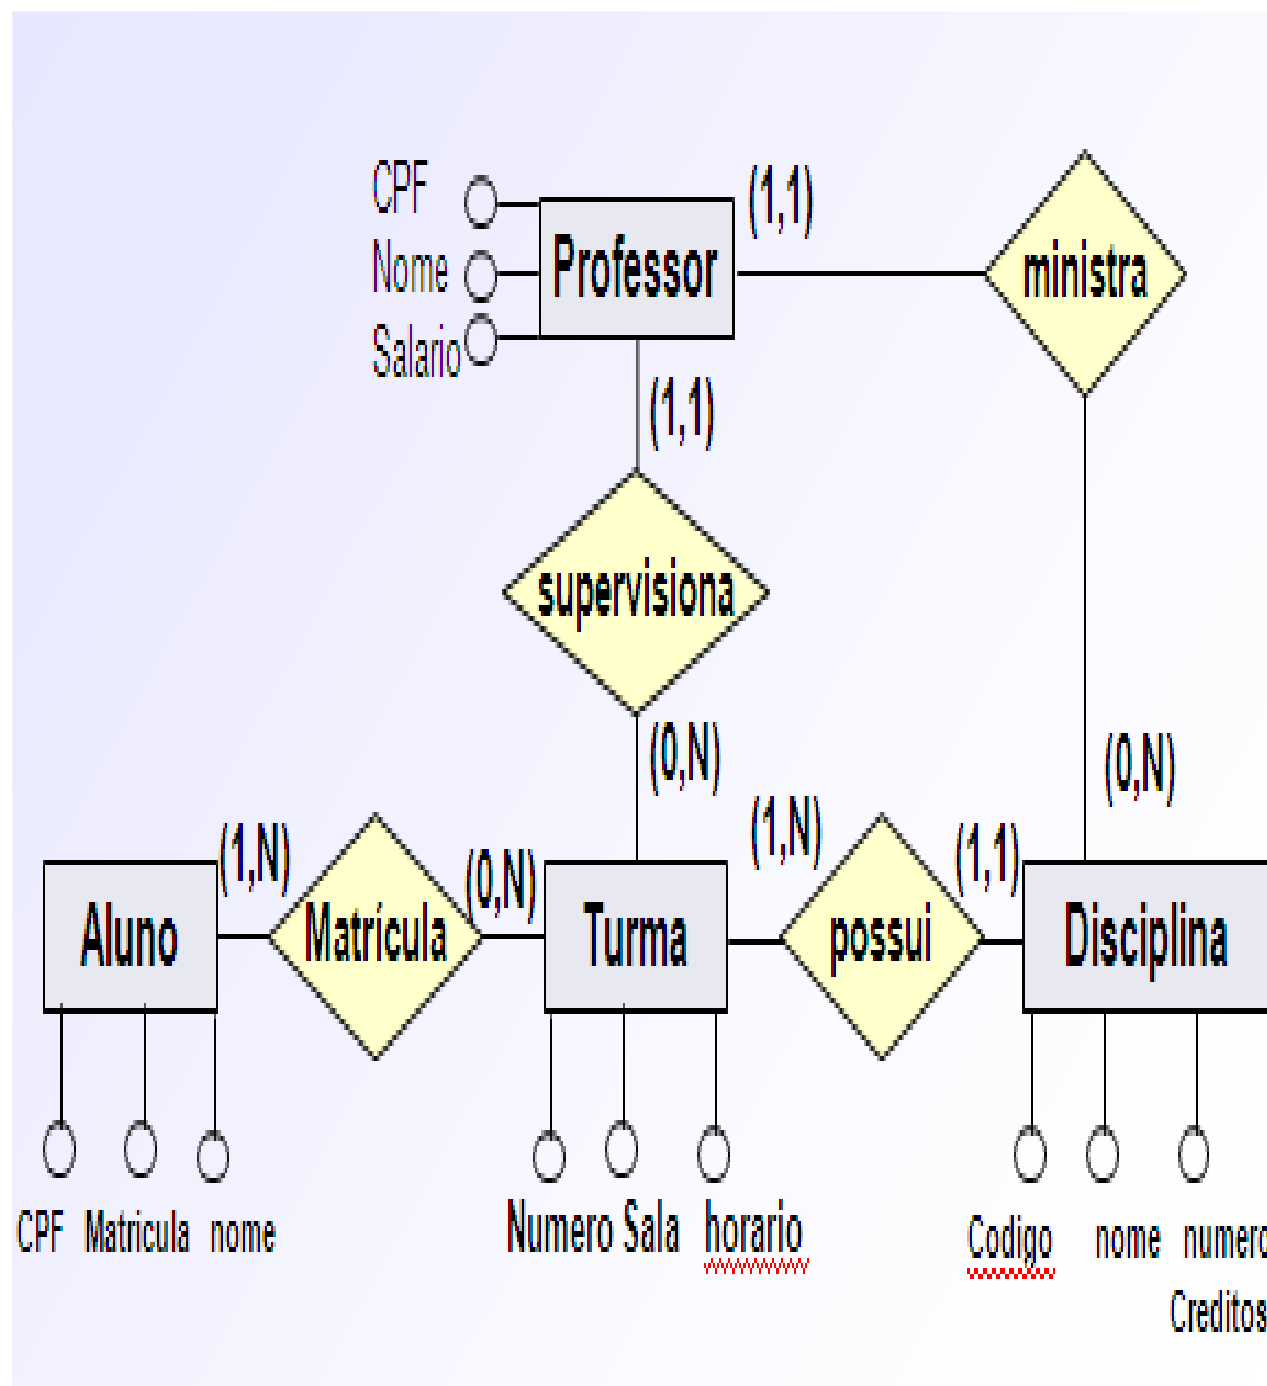 CPF
Nome
Salario
Professor
(1,1)
ministra
(1,1)
supervisiona
(0,N)
(0,N)
(1,N)
(0,N)
(1,N)
(1,1)
Aluno
Matrícula
Turma
possui
Disciplina
CPF Matricula nome
Numero Sala horario
Codigo nome numero
Creditos